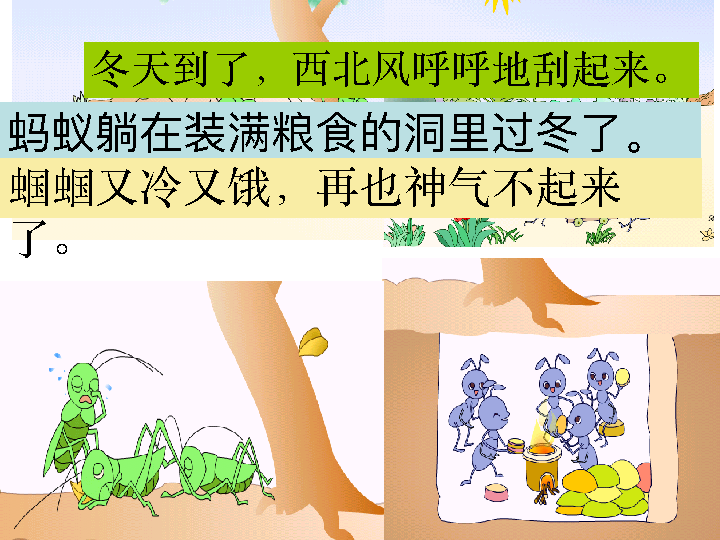 冬天到了，西北风呼呼地刮起来。
蚂蚁躺在装满粮食的洞里过冬了。
蝈蝈又冷又饿，再也神气不起来
了。